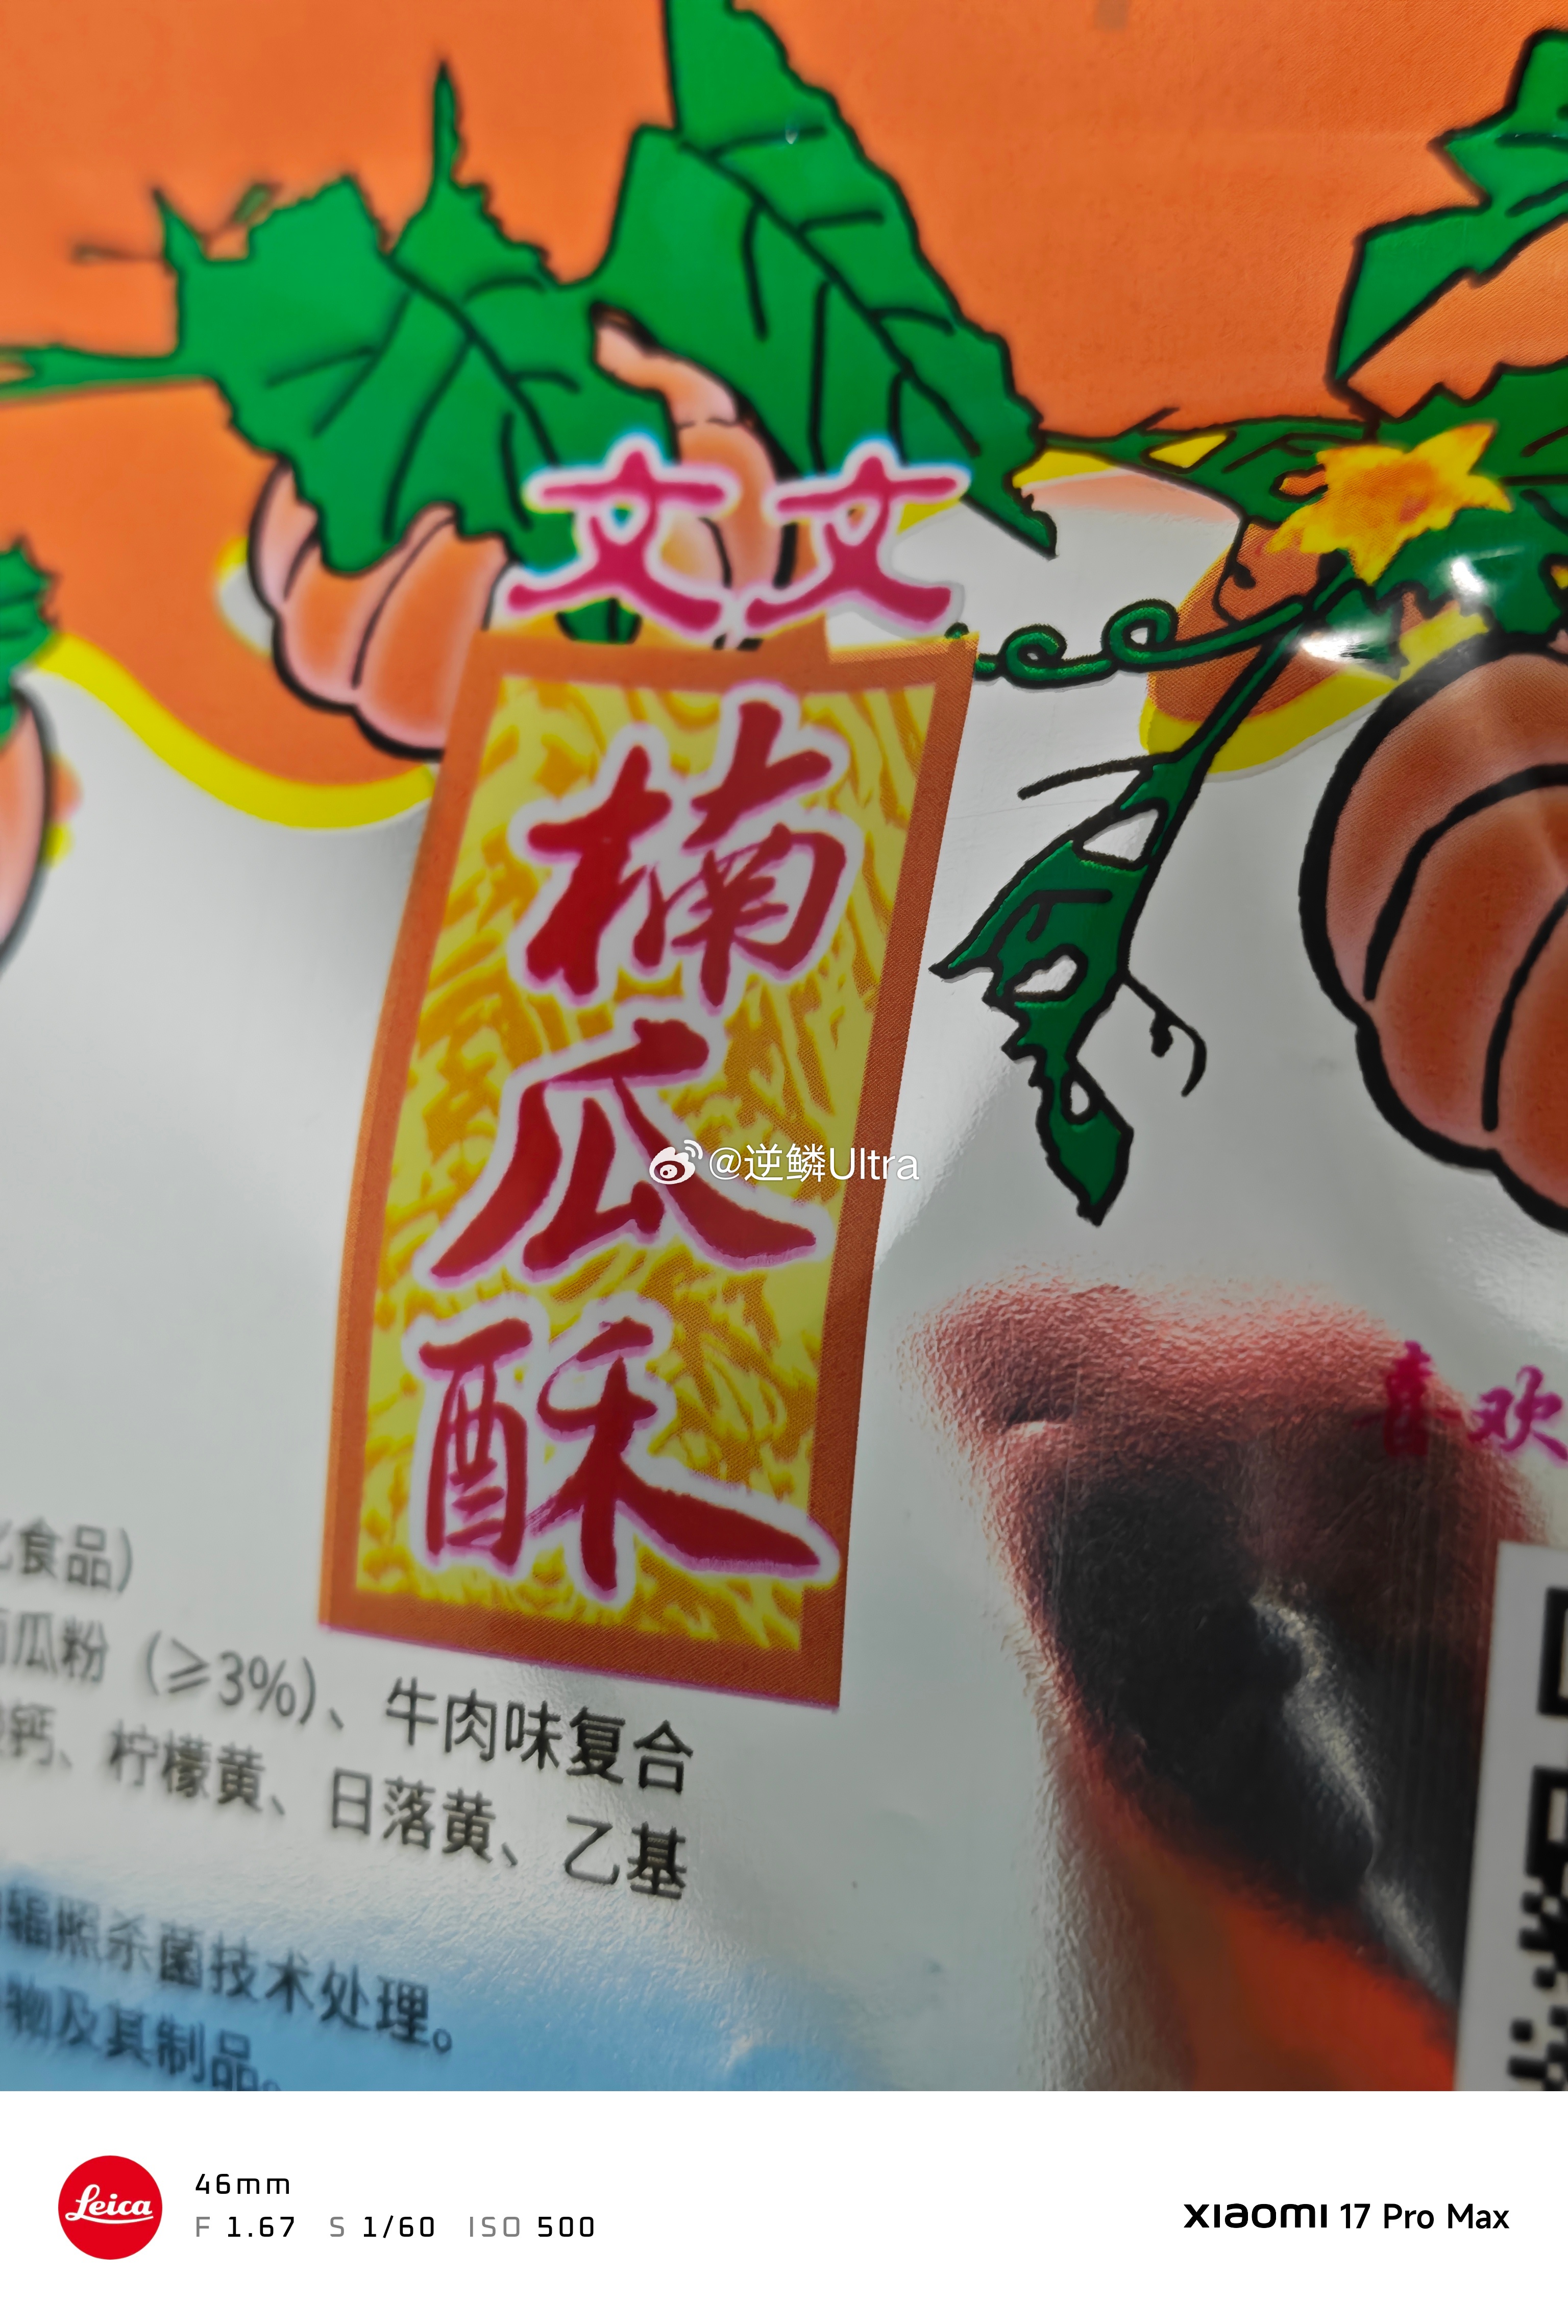 文文
楠
瓜
酥
@逆鳞Ultra
喜欢
食品)
瓜粉 (≥3%)、牛肉味复合
钙、柠檬黄、日落黄、乙基
辐照杀菌技术处理。
物及其制品。
Leica
46mm
F 1.67 S 1/60 ISO 500
xiaomi 17 Pro Max